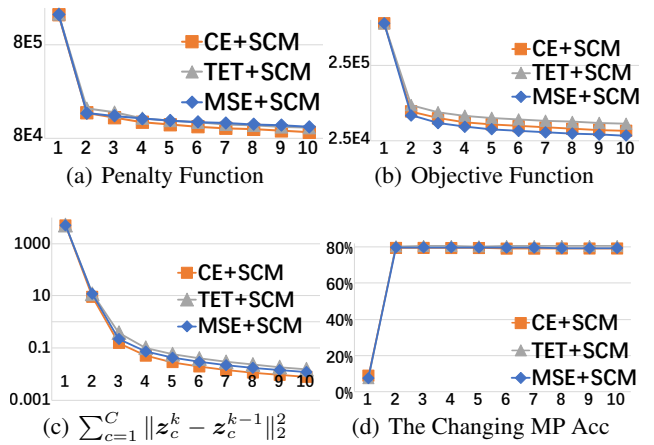 8E5
8E4
CE+SCM
TET+SCM
MSE+SCM
1 2 3 4 5 6 7 8 9 10
(a) Penalty Function
2.5E5
2.5E4
CE+SCM
TET+SCM
MSE+SCM
1 2 3 4 5 6 7 8 9 10
(b) Objective Function
1000
10
0.1
0.001
CE+SCM
TET+SCM
MSE+SCM
1 2 3 4 5 6 7 8 9 10
(c) $\sum_{c=1}^{C} \|z_c^k - z_c^{k-1}\|_2^2$
80%
60%
40%
20%
0%
CE+SCM
TET+SCM
MSE+SCM
1 2 3 4 5 6 7 8 9 10
(d) The Changing MP Acc